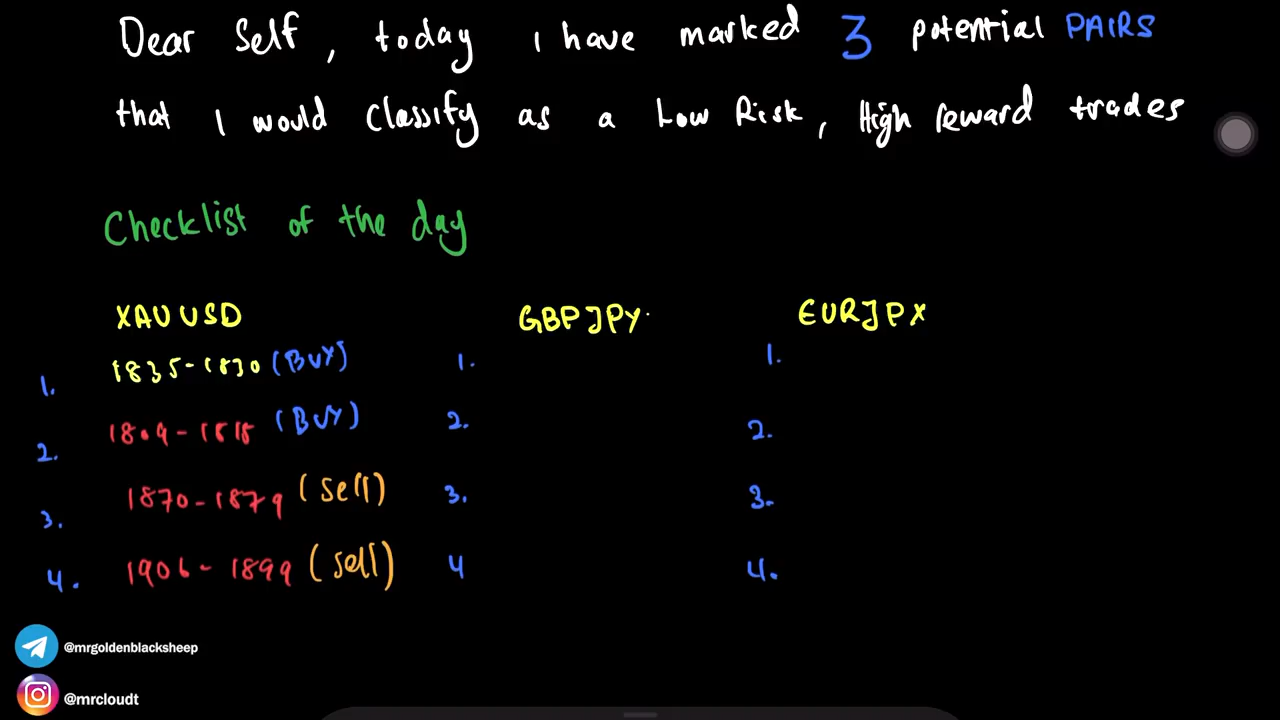 Dear Self, today I have marked 3 potential PAIRS
that I would classify as a Low Risk, High reward trades
Checklist of the day
XAUUSD GBPJPY EURJPX
1. 1835-1830 (BUY) 1. 1.
2. 1809-1818 (BUY) 2. 2.
3. 1870-1879 (Sell) 3. 3.
4. 1906-1899 (Sell) 4 4.
@mrgoldenblacksheep
@mrcloudt